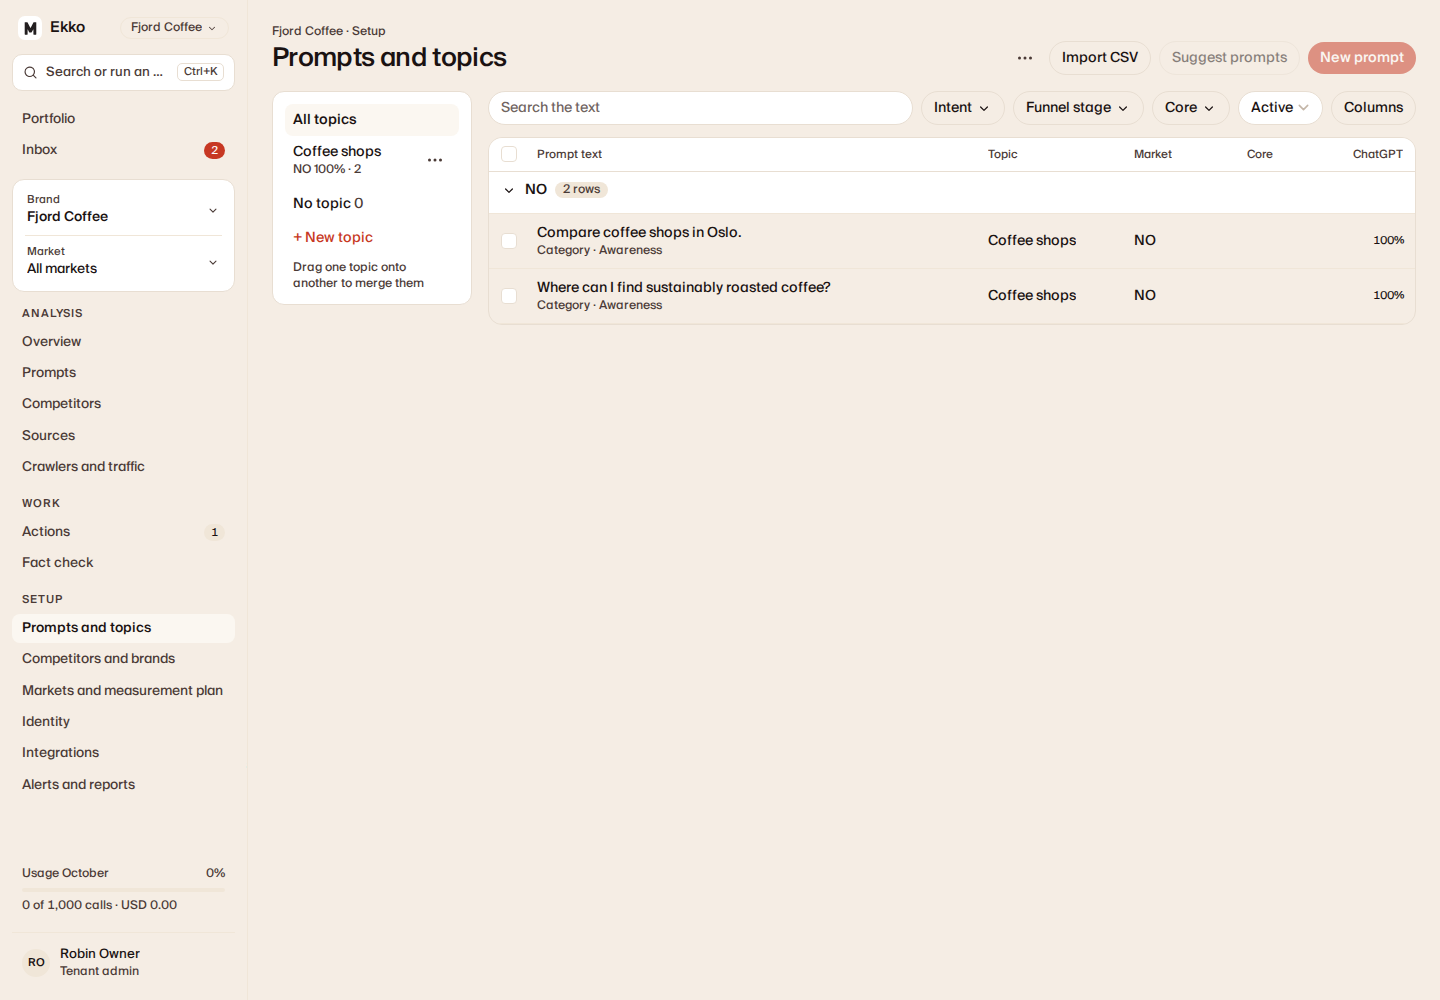 Ekko
Fjord Coffee
Search or run an ...
Ctrl+K
Portfolio
Inbox
2
Brand
Fjord Coffee
Market
All markets
ANALYSIS
Overview
Prompts
Competitors
Sources
Crawlers and traffic
WORK
Actions
1
Fact check
SETUP
Prompts and topics
Competitors and brands
Markets and measurement plan
Identity
Integrations
Alerts and reports
Usage October
0%
0 of 1,000 calls · USD 0.00
RO
Robin Owner
Tenant admin
Fjord Coffee · Setup
Prompts and topics
Import CSV
Suggest prompts
New prompt
All topics
Coffee shops
NO 100% · 2
No topic 0
+ New topic
Drag one topic onto
another to merge them
Search the text
Intent
Funnel stage
Core
Active
Columns
Prompt text
Topic
Market
Core
ChatGPT
NO
2 rows
Compare coffee shops in Oslo.
Category · Awareness
Coffee shops
NO
100%
Where can I find sustainably roasted coffee?
Category · Awareness
Coffee shops
NO
100%